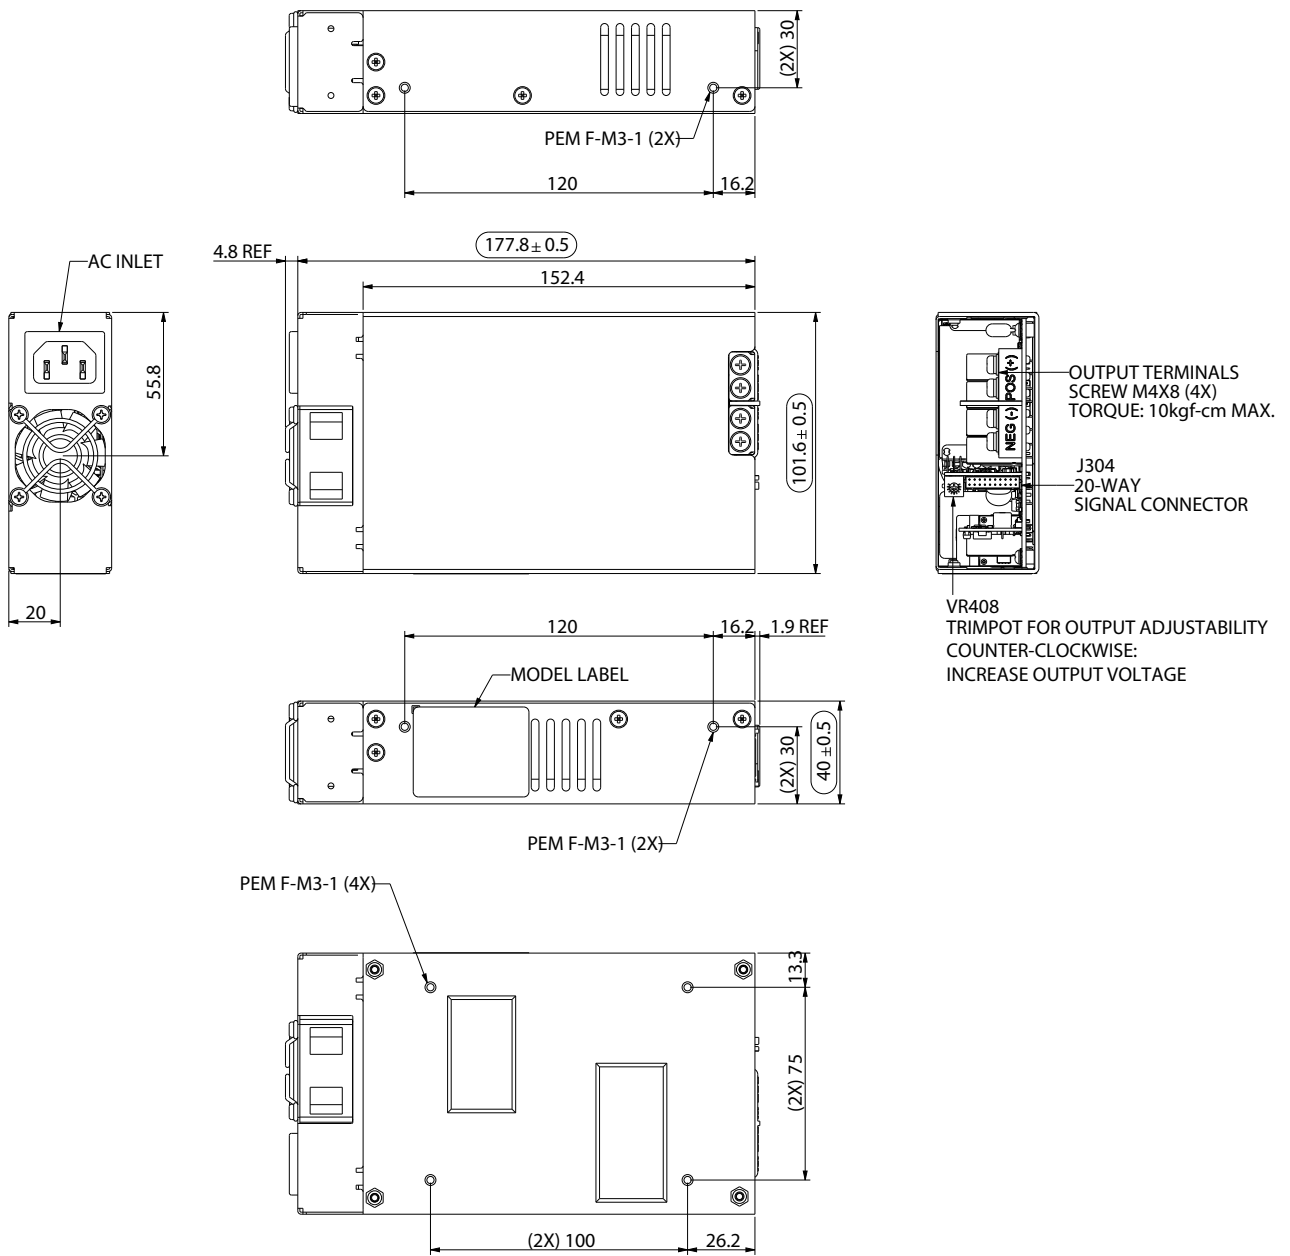 (2X) 30
PEM F-M3-1 (2X)
120
16.2
4.8 REF
177.8 ± 0.5
152.4
AC INLET
55.8
20
101.6 ± 0.5
POS (+)
NEG (-)
OUTPUT TERMINALS
SCREW M4X8 (4X)
TORQUE: 10kgf-cm MAX.
J304
20-WAY
SIGNAL CONNECTOR
VR408
TRIMPOT FOR OUTPUT ADJUSTABILITY
COUNTER-CLOCKWISE:
INCREASE OUTPUT VOLTAGE
120
16.2
1.9 REF
MODEL LABEL
(2X) 30
40 ±0.5
PEM F-M3-1 (2X)
PEM F-M3-1 (4X)
13.3
(2X) 75
(2X) 100
26.2